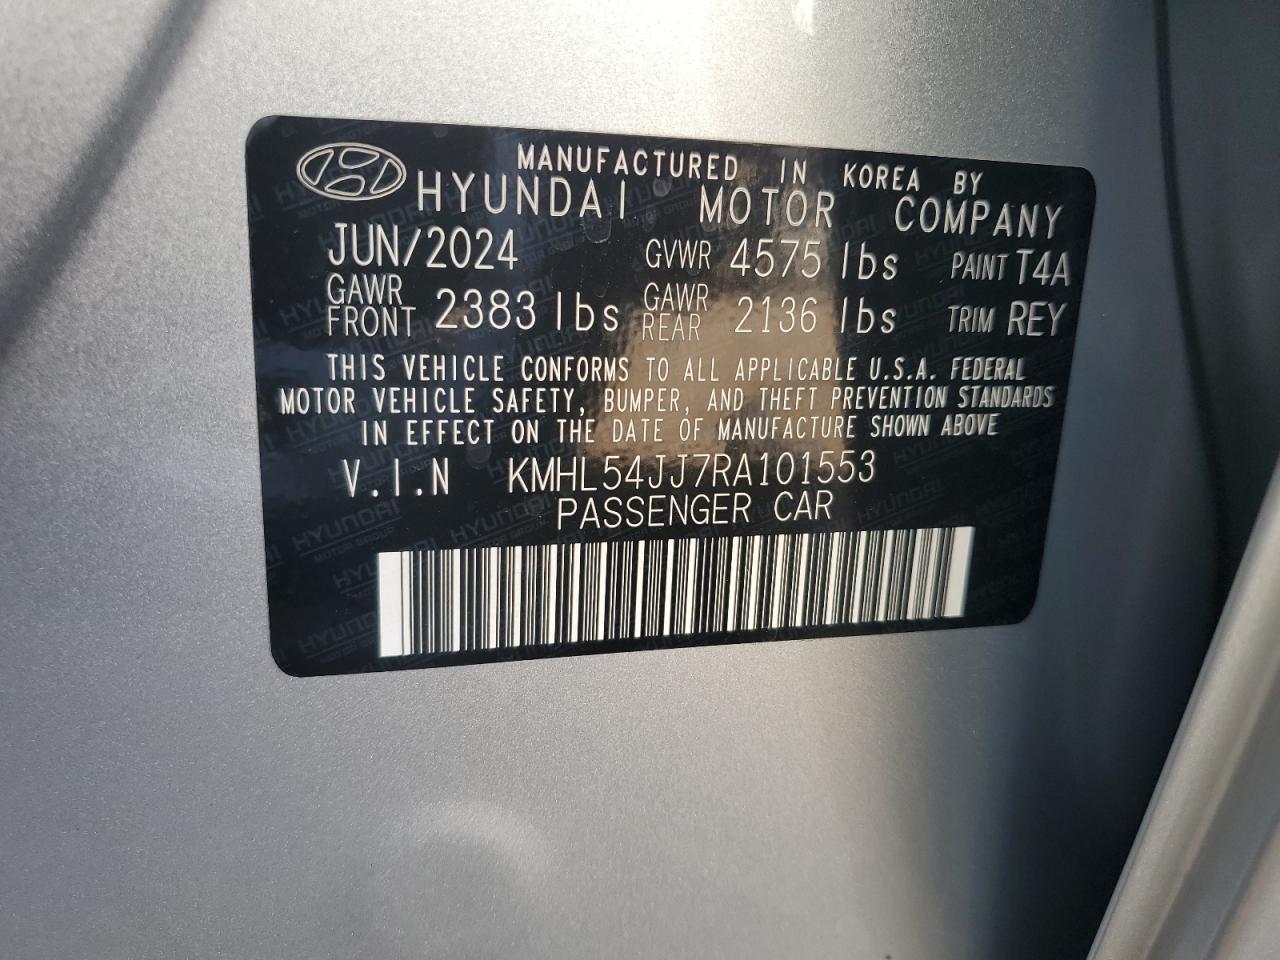 MANUFACTURED IN KOREA BY
HYUNDAI MOTOR COMPANY
JUN/2024 GVWR 4575 lbs PAINT T4A
GAWR FRONT 2383 lbs GAWR REAR 2136 lbs TRIM REY
THIS VEHICLE CONFORMS TO ALL APPLICABLE U.S.A. FEDERAL
MOTOR VEHICLE SAFETY, BUMPER, AND THEFT PREVENTION STANDARDS
IN EFFECT ON THE DATE OF MANUFACTURE SHOWN ABOVE
V.I.N KMHL54JJ7RA101553
PASSENGER CAR